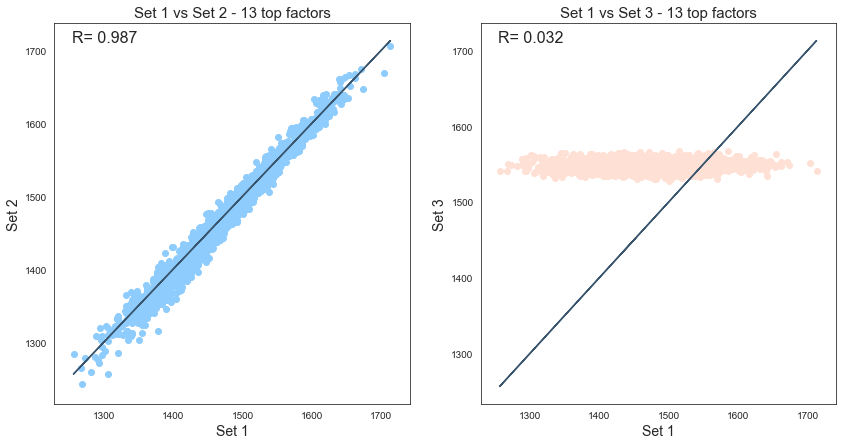 Set 1 vs Set 2 - 13 top factors
R= 0.987
1700
1600
1500
1400
1300
Set 2
1300 1400 1500 1600 1700
Set 1
Set 1 vs Set 3 - 13 top factors
R= 0.032
1700
1600
1500
1400
1300
Set 3
1300 1400 1500 1600 1700
Set 1